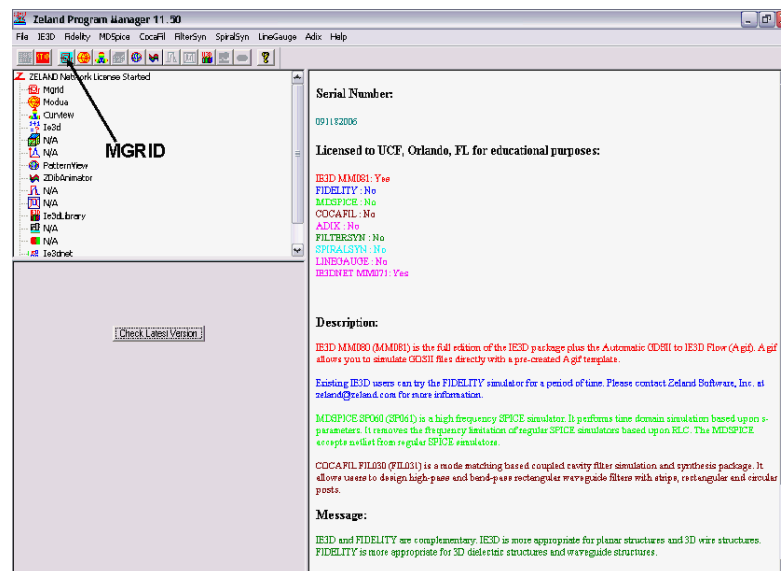 Zeland Program Manager 11.50
File IE3D Fidelity MDSpice CocaFil FilterSyn SpiralSyn LineGauge Adix Help
ZELAND Network License Started
Mgrid
Modua
Curview
Ie3d
N/A
N/A
PatternView
2DibAnimator
N/A
N/A
Ie3dLibrary
N/A
N/A
Ie3dnet
MGRID
Check Latest Version
Serial Number:
091182006
Licensed to UCF, Orlando, FL for educational purposes:
IE3D MM081: Yes
FIDELITY : No
MDSPICE : No
COCAFIL : No
ADIX : No
FILTERSYN : No
SPIRALSYN : No
LINEGAUGE : No
IE3DNET MM071: Yes
Description:
IE3D MM080 (MM081) is the full edition of the IE3D package plus the Automatic GDSII to IE3D Flow (Agif). Agif
allows you to simulate GDSII files directly with a pre-created Agif template.
Existing IE3D users can try the FIDELITY simulator for a period of time. Please contact Zeland Software, Inc. at
zeland@zeland.com for more information.
MDSPICE SP060 (SP061) is a high frequency SPICE simulator. It performs time domain simulation based upon s-
parameters. It removes the frequency limitation of regular SPICE simulators based upon RLC. The MDSPICE
accepts netlist from regular SPICE simulators.
COCAFIL FIL030 (FIL031) is a mode matching based coupled cavity filter simulation and synthesis package. It
allows users to design high-pass and band-pass rectangular waveguide filters with strips, rectangular and circular
posts.
Message:
IE3D and FIDELITY are complementary. IE3D is more appropriate for planar structures and 3D wire structures.
FIDELITY is more appropriate for 3D dielectric structures and waveguide structures.